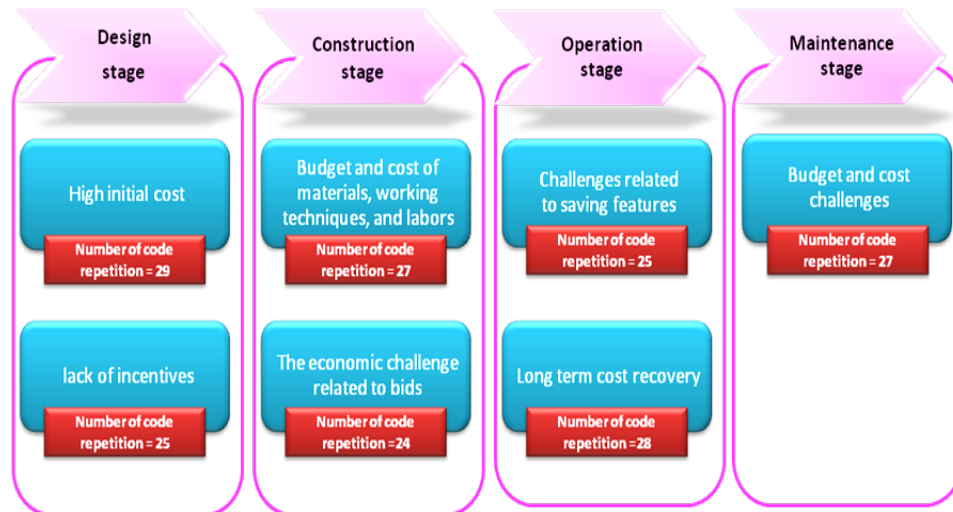 Design
stage
High initial cost
Number of code
repetition = 29
lack of incentives
Number of code
repetition = 25
Construction
stage
Budget and cost of
materials, working
techniques, and labors
Number of code
repetition = 27
The economic challenge
related to bids
Number of code
repetition =24
Operation
stage
Challenges related
to saving features
Number of code
repetition = 25
Long term cost recovery
Number of code
repetition =28
Maintenance
stage
Budget and cost
challenges
Number of code
repetition = 27